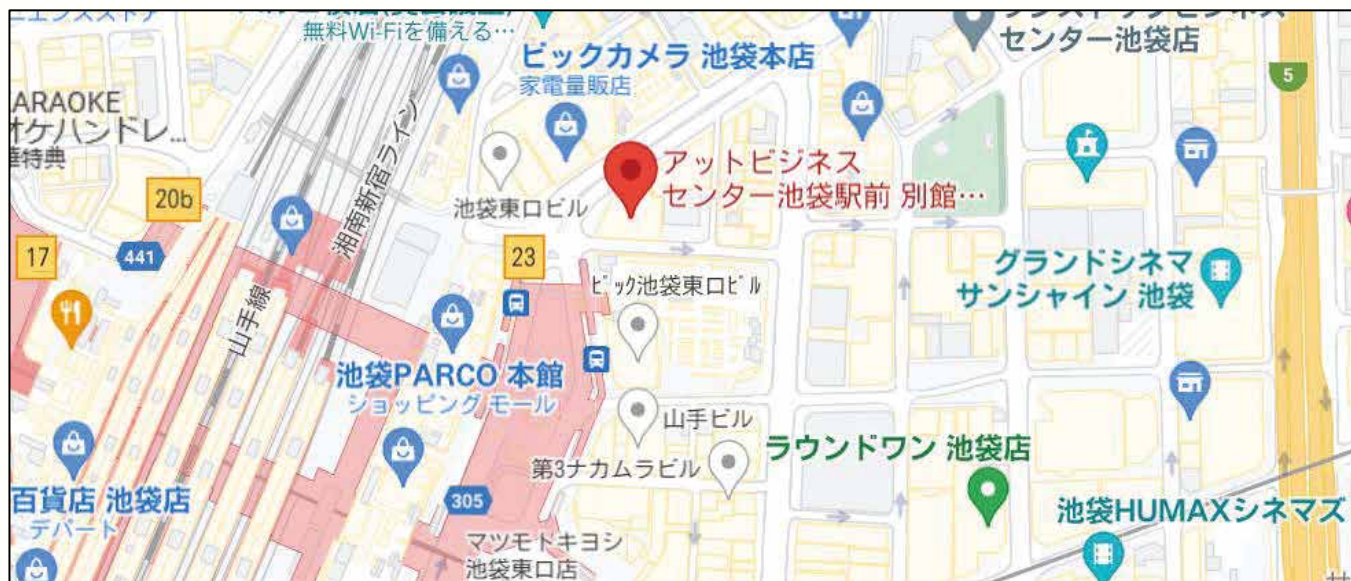 無料Wi-Fiを備える…
ビックカメラ 池袋本店
家電量販店
センター池袋店
5
ARAOKE
オケハンドレ…
特典
湘南新宿ライン
池袋東口ビル
アットビジネス
センター池袋駅前 別館…
20b
17
441
23
山手線
ビック池袋東口ビル
グランドシネマ
サンシャイン 池袋
池袋PARCO 本館
ショッピング モール
山手ビル
第3ナカムラビル
ラウンドワン 池袋店
百貨店 池袋店
デパート
305
マツモトキヨシ
池袋東口店
池袋HUMAXシネマズ